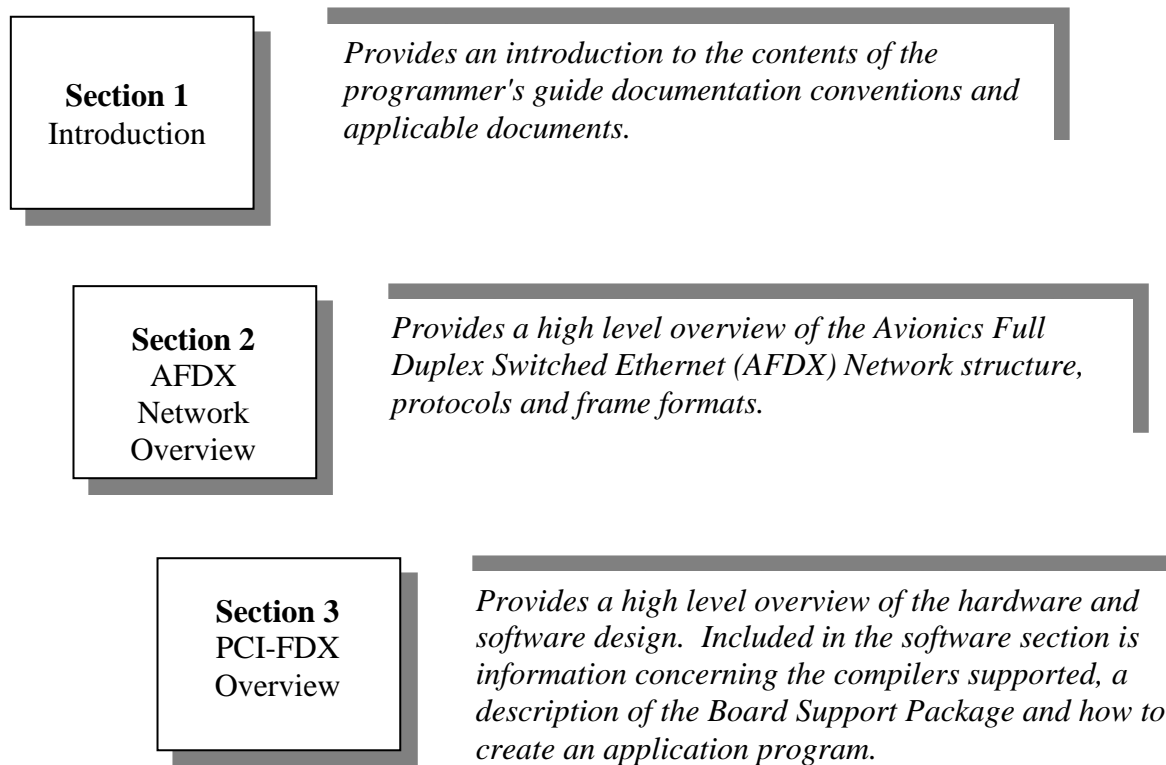 Section 1
Introduction
Provides an introduction to the contents of the
programmer's guide documentation conventions and
applicable documents.
Section 2
AFDX
Network
Overview
Provides a high level overview of the Avionics Full
Duplex Switched Ethernet (AFDX) Network structure,
protocols and frame formats.
Section 3
PCI-FDX
Overview
Provides a high level overview of the hardware and
software design.  Included in the software section is
information concerning the compilers supported, a
description of the Board Support Package and how to
create an application program.